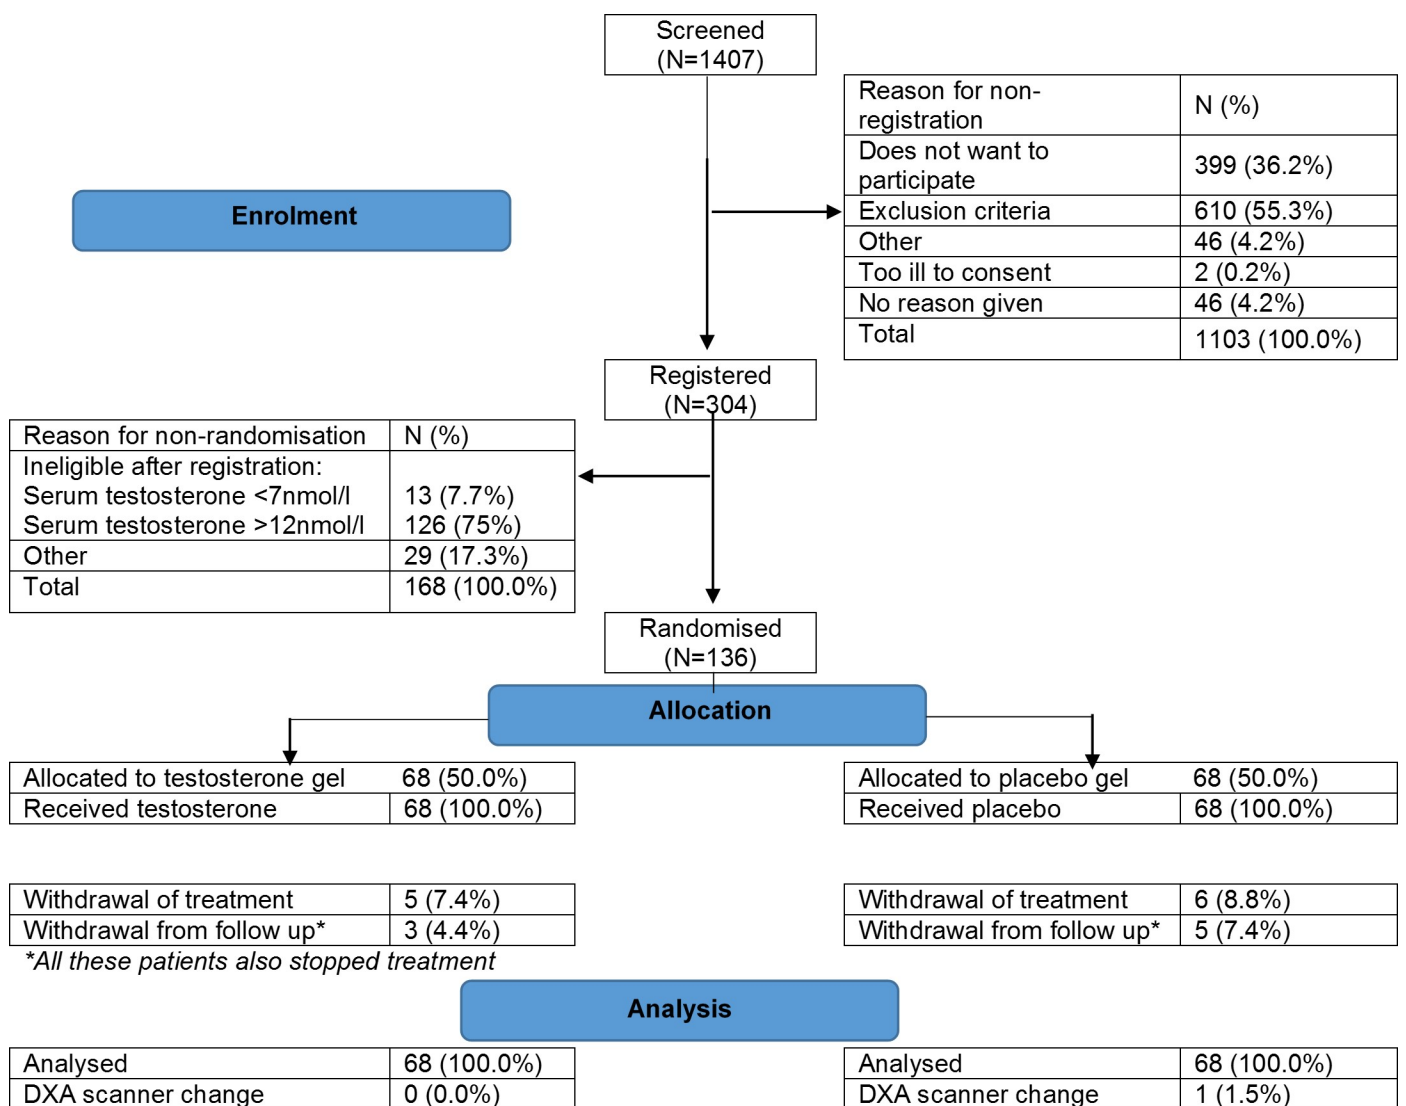 Screened
(N=1407)
Reason for non-
registration
N (%)
Does not want to
participate
399 (36.2%)
Exclusion criteria
610 (55.3%)
Other
46 (4.2%)
Too ill to consent
2 (0.2%)
No reason given
46 (4.2%)
Total
1103 (100.0%)
Enrolment
Registered
(N=304)
Reason for non-randomisation
N (%)
Ineligible after registration:
Serum testosterone <7nmol/l
13 (7.7%)
Serum testosterone >12nmol/l
126 (75%)
Other
29 (17.3%)
Total
168 (100.0%)
Randomised
(N=136)
Allocation
Allocated to testosterone gel
68 (50.0%)
Received testosterone
68 (100.0%)
Allocated to placebo gel
68 (50.0%)
Received placebo
68 (100.0%)
Withdrawal of treatment
5 (7.4%)
Withdrawal from follow up*
3 (4.4%)
*All these patients also stopped treatment
Withdrawal of treatment
6 (8.8%)
Withdrawal from follow up*
5 (7.4%)
Analysis
Analysed
68 (100.0%)
DXA scanner change
0 (0.0%)
Analysed
68 (100.0%)
DXA scanner change
1 (1.5%)